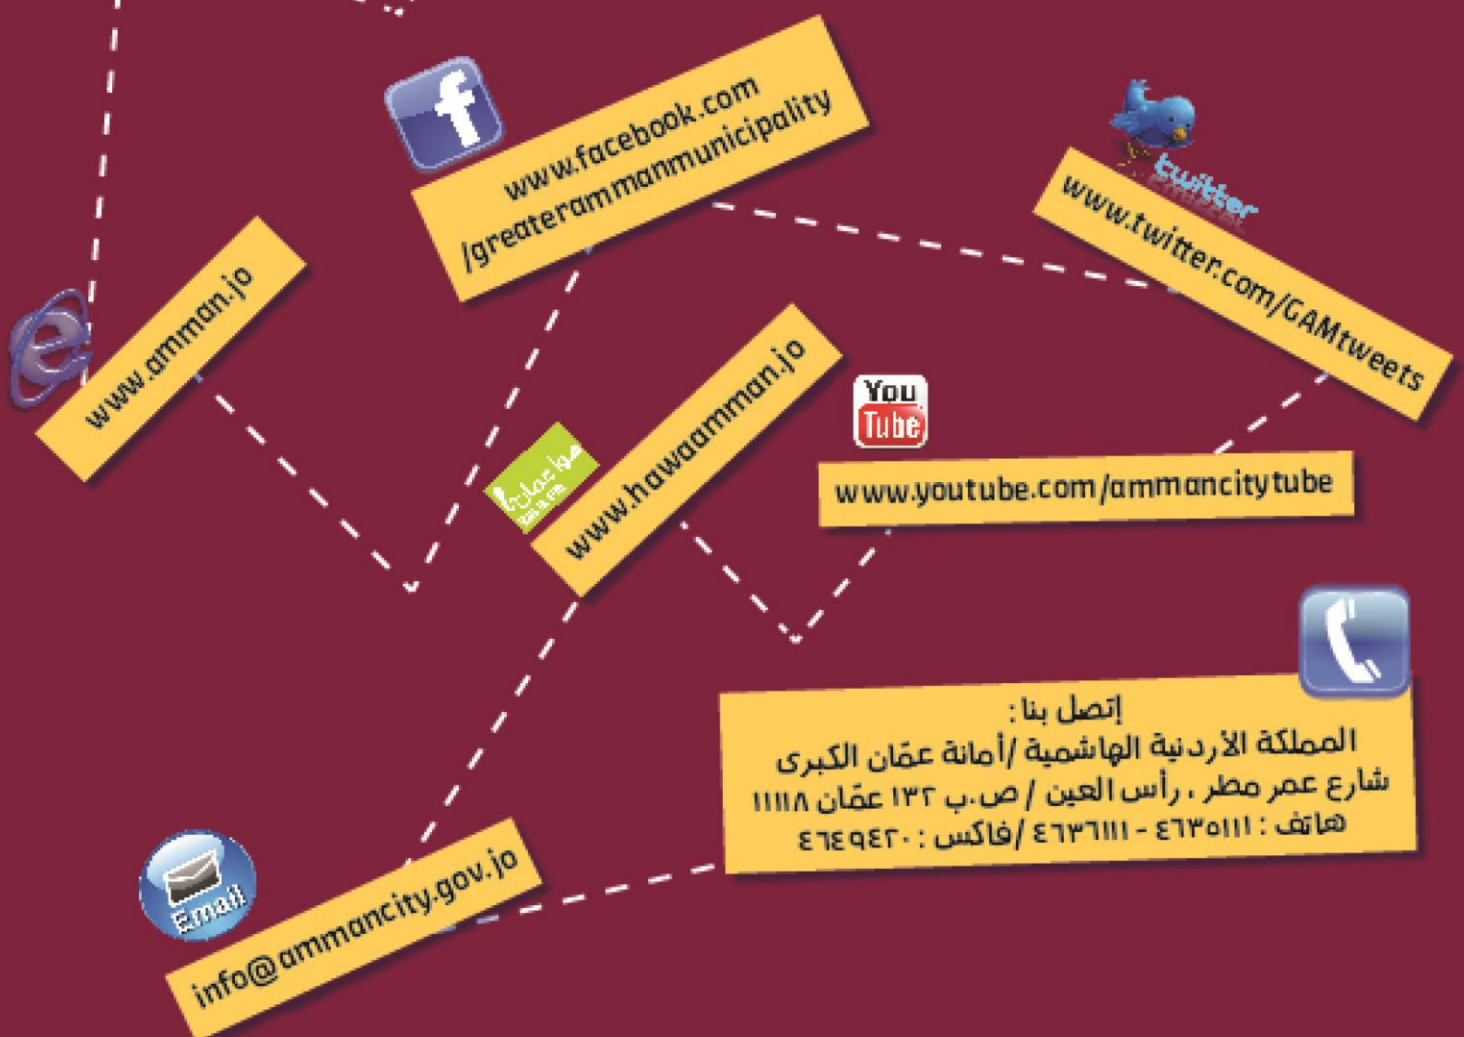 www.facebook.com
/greaterammanmunicipality
twitter
www.twitter.com/GAMtweets
www.amman.jo
هوا عمان
www.hawaamman.jo
You
Tube
www.youtube.com/ammancitytube
إتصل بنا :
المملكة الأردنية الهاشمية /أمانة عمّان الكبرى
شارع عمر مطر ، رأس العين / ص.ب ١٣٢ عمّان ١١١١٨
هاتف : ٤٦٣٥١١١ - ٤٦٣٦١١١ /فاكس : ٤٦٤٩٤٢٠
Email
info@ammancity.gov.jo